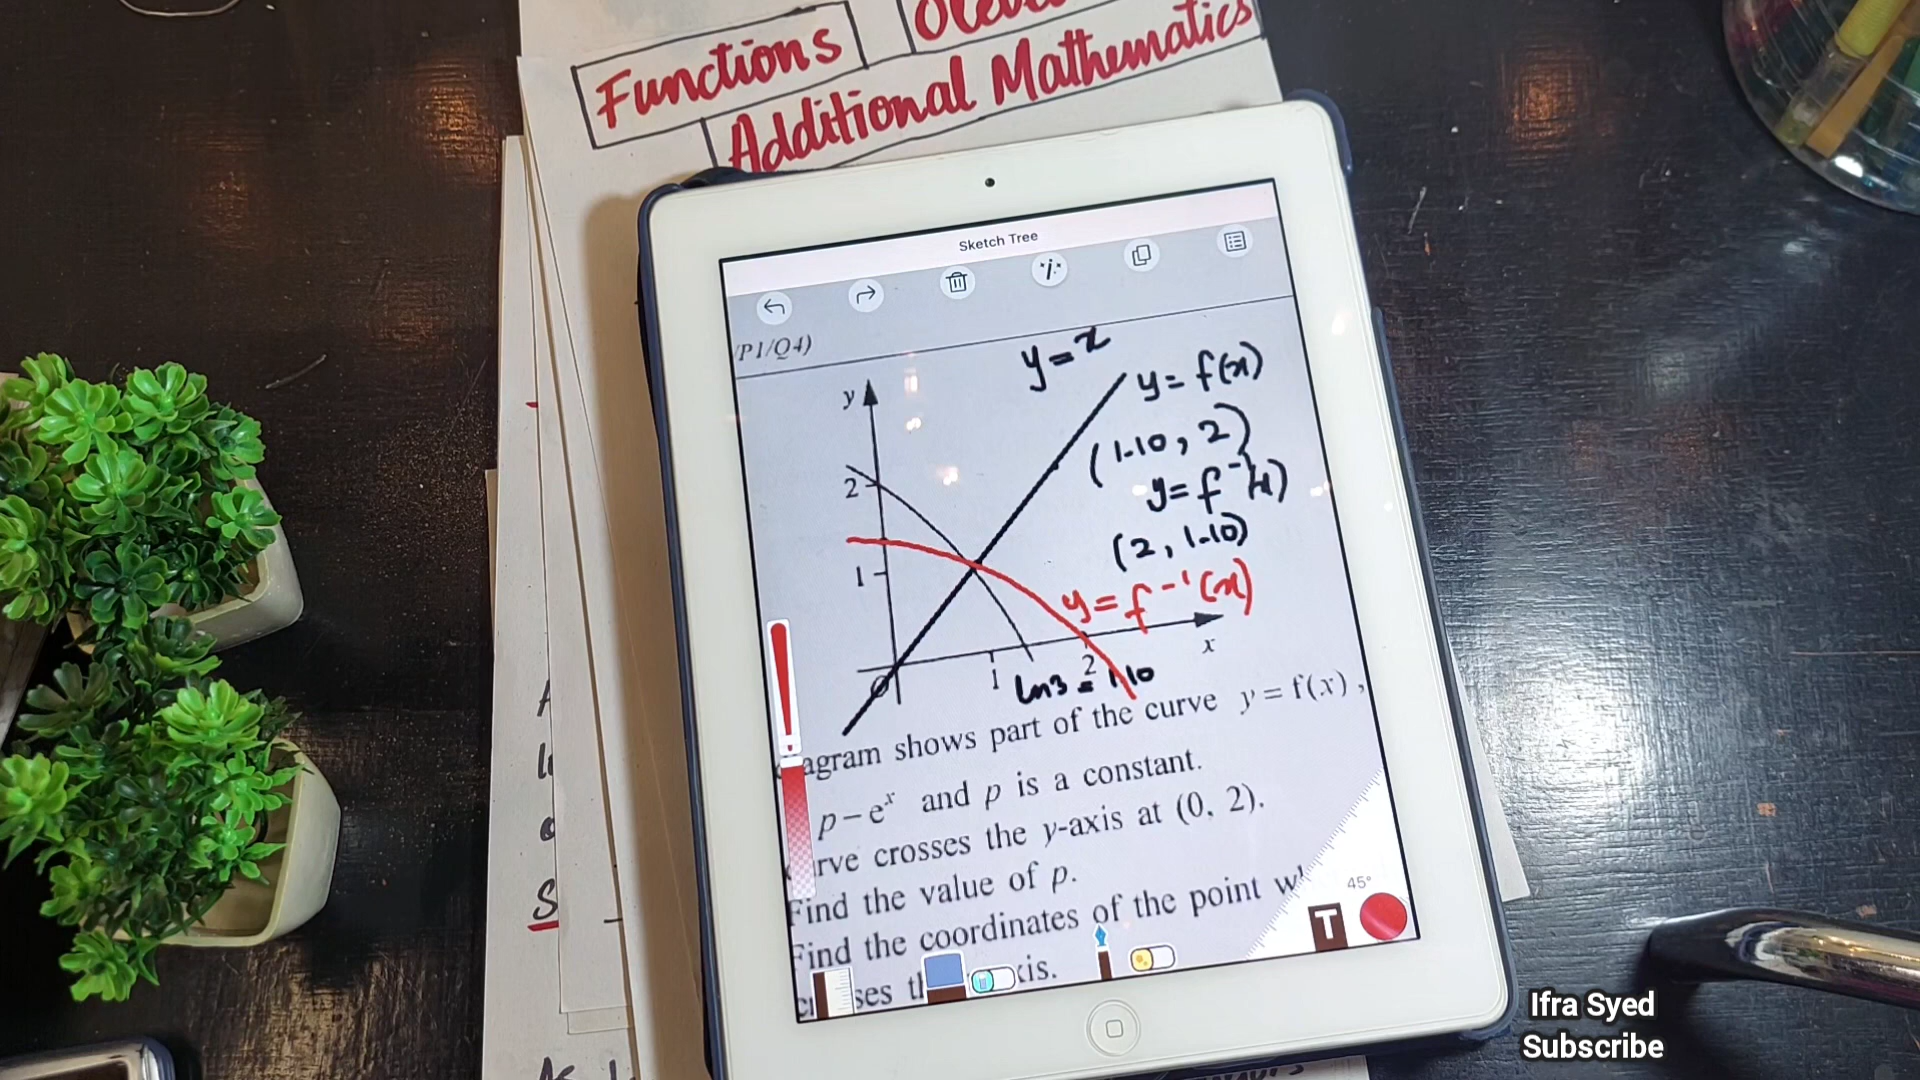 Functions
Additional Mathematics
Sketch Tree
P1/Q4)
y = x
y
y = f(x)
(1.10, 2)
2
y = f⁻¹(x)
(2, 1.10)
1
y = f⁻¹(x)
x
O
1
2
ln3 = 1.10
agram shows part of the curve y = f(x),
p − eˣ and p is a constant.
rve crosses the y-axis at (0, 2).
Find the value of p.
45°
Find the coordinates of the point
T
S
Ifra Syed
Subscribe